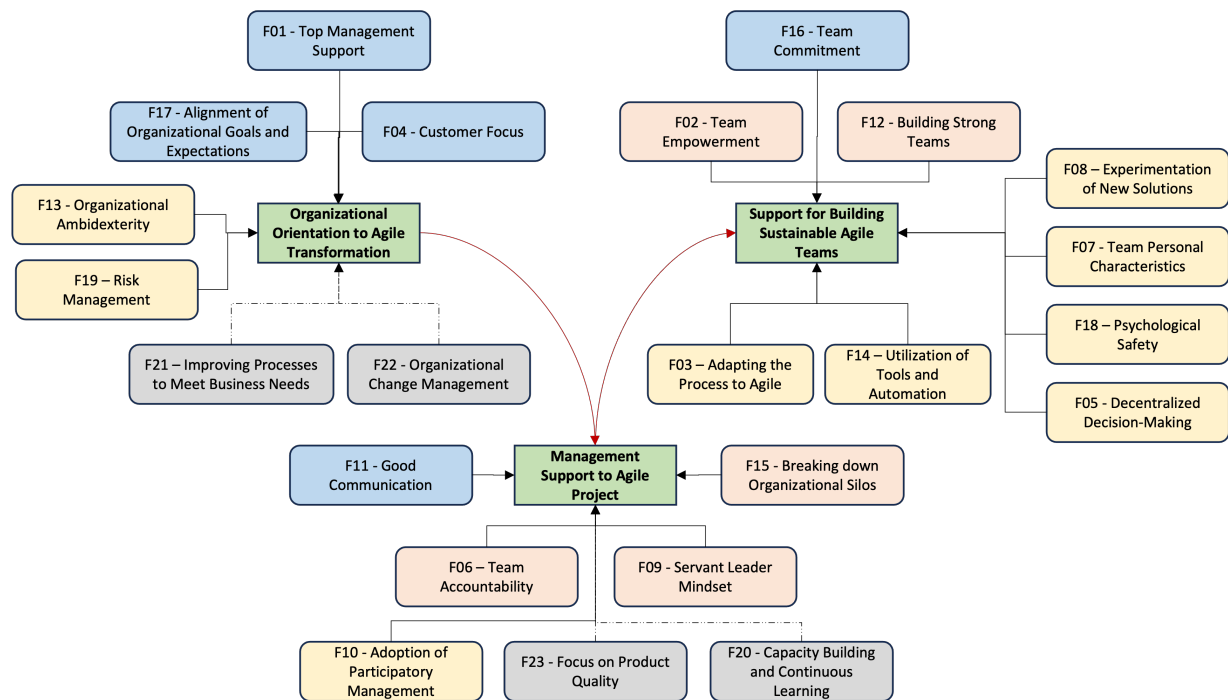 F01 - Top Management
Support
F16 - Team
Commitment
F17 - Alignment of
Organizational Goals and
Expectations
F04 - Customer Focus
F02 - Team
Empowerment
F12 - Building Strong
Teams
F08 – Experimentation
of New Solutions
F13 - Organizational
Ambidexterity
Organizational
Orientation to Agile
Transformation
Support for Building
Sustainable Agile
Teams
F07 - Team Personal
Characteristics
F19 – Risk
Management
F18 – Psychological
Safety
F21 – Improving Processes
to Meet Business Needs
F22 - Organizational
Change Management
F03 – Adapting the
Process to Agile
F14 – Utilization of
Tools and
Automation
F05 - Decentralized
Decision-Making
F11 - Good
Communication
Management
Support to Agile
Project
F15 - Breaking down
Organizational Silos
F06 – Team
Accountability
F09 - Servant Leader
Mindset
F10 - Adoption of
Participatory
Management
F23 - Focus on Product
Quality
F20 - Capacity Building
and Continuous
Learning